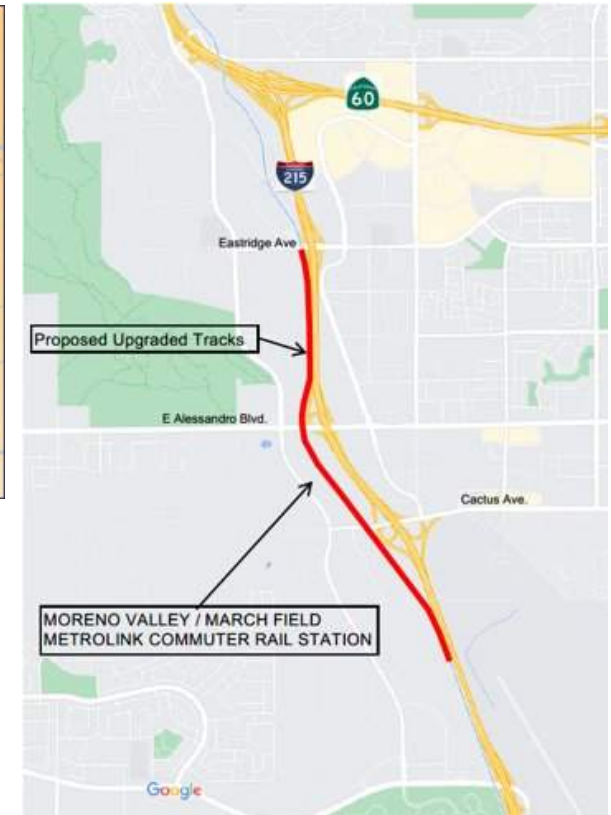 60
215
Eastridge Ave
Proposed Upgraded Tracks
E Alessandro Blvd.
Cactus Ave.
MORENO VALLEY / MARCH FIELD
METROLINK COMMUTER RAIL STATION
Google